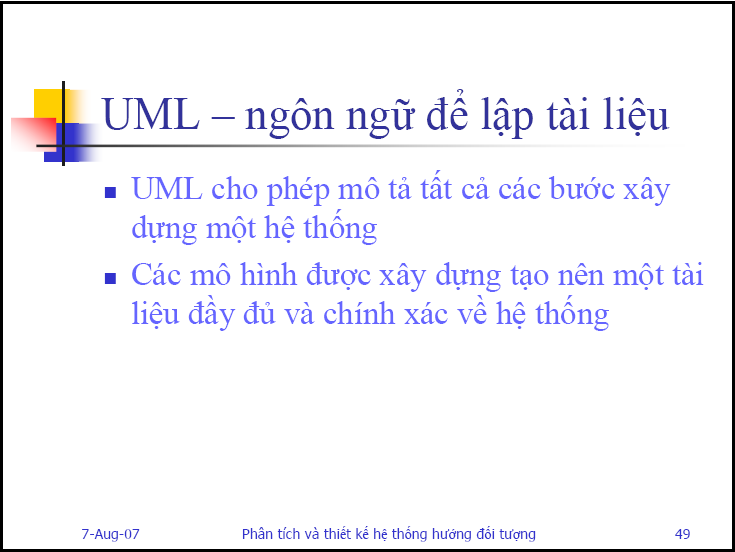 UML – ngôn ngữ để lập tài liệu
UML cho phép mô tả tất cả các bước xây
dựng một hệ thống
Các mô hình được xây dựng tạo nên một tài
liệu đầy đủ và chính xác về hệ thống
7-Aug-07 Phân tích và thiết kế hệ thống hướng đối tượng 49